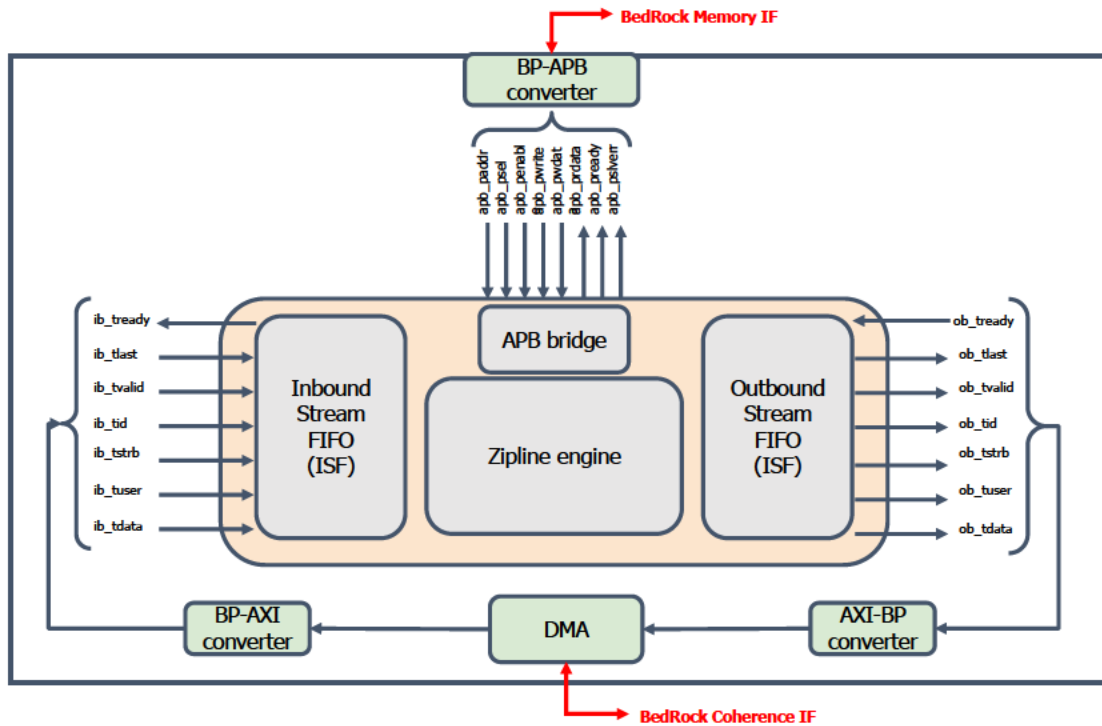 BedRock Memory IF
BP-APB
converter
apb_paddr
apb_psel
apb_penabl
apb_pwrite
apb_pwdat
apb_prdata
apb_pready
apb_pslverr
ib_tready
ib_tlast
ib_tvalid
ib_tid
ib_tstrb
ib_tuser
ib_tdata
Inbound
Stream
FIFO
(ISF)
APB bridge
Zipline engine
Outbound
Stream
FIFO
(ISF)
ob_tready
ob_tlast
ob_tvalid
ob_tid
ob_tstrb
ob_tuser
ob_tdata
BP-AXI
converter
DMA
AXI-BP
converter
BedRock Coherence IF